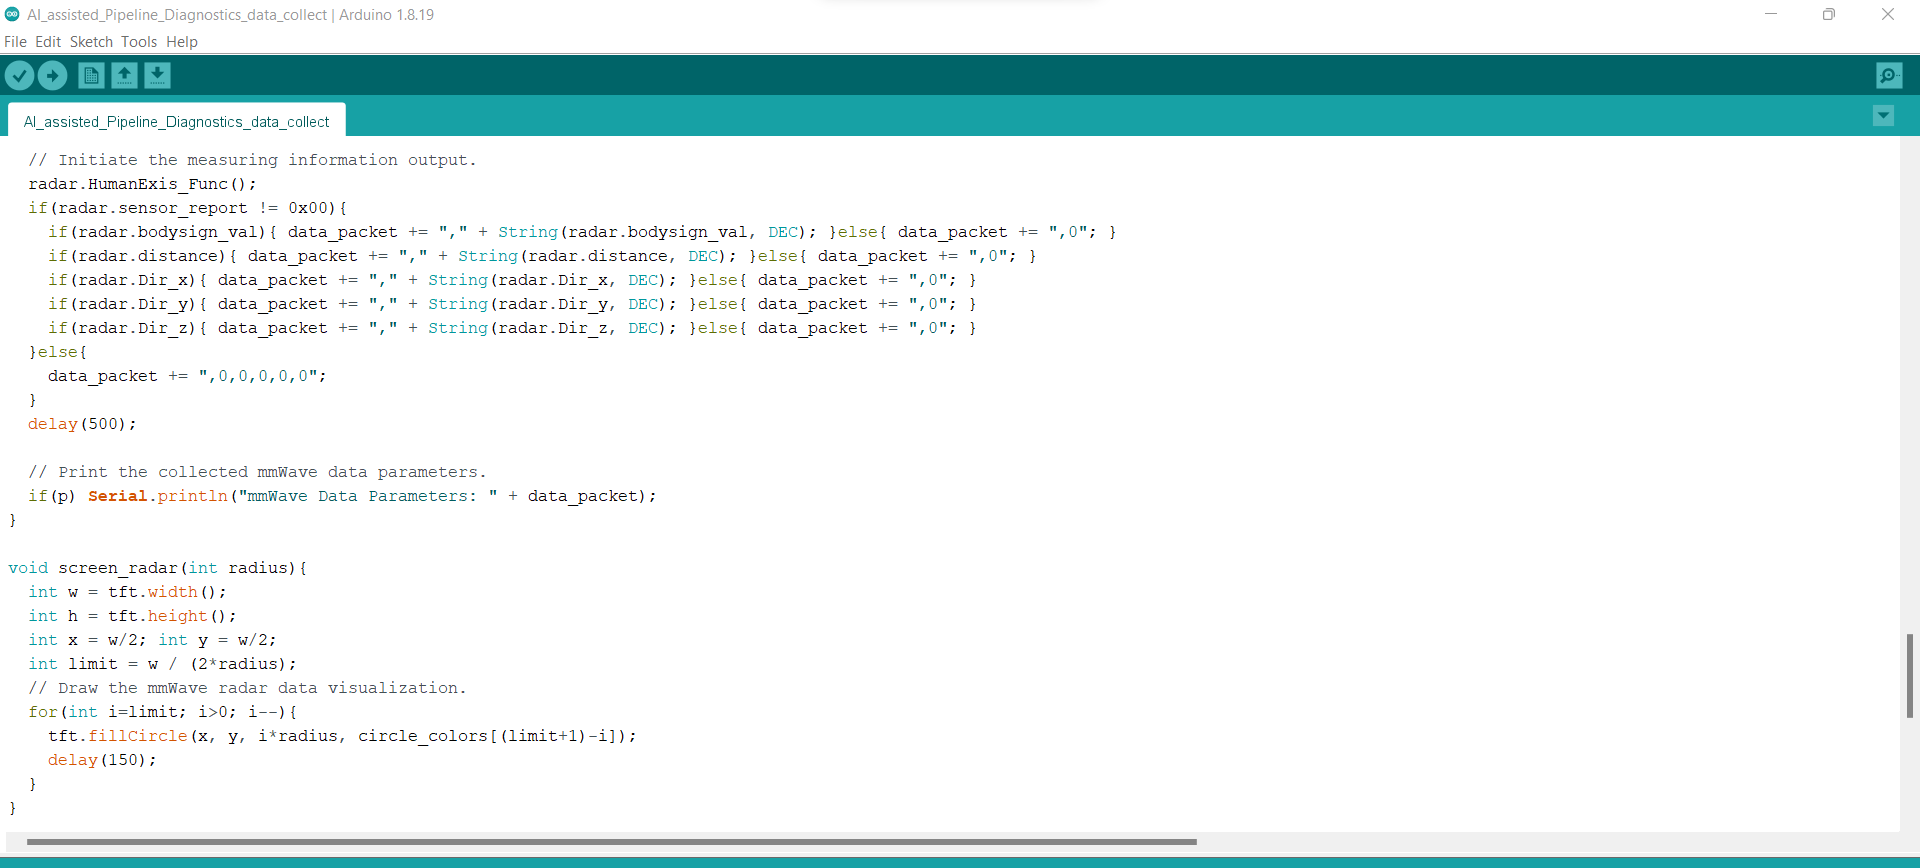 AI_assisted_Pipeline_Diagnostics_data_collect | Arduino 1.8.19
File Edit Sketch Tools Help
AI_assisted_Pipeline_Diagnostics_data_collect
// Initiate the measuring information output.
radar.HumanExis_Func();
if(radar.sensor_report != 0x00){
if(radar.bodysign_val){ data_packet += "," + String(radar.bodysign_val, DEC); }else{ data_packet += ",0"; }
if(radar.distance){ data_packet += "," + String(radar.distance, DEC); }else{ data_packet += ",0"; }
if(radar.Dir_x){ data_packet += "," + String(radar.Dir_x, DEC); }else{ data_packet += ",0"; }
if(radar.Dir_y){ data_packet += "," + String(radar.Dir_y, DEC); }else{ data_packet += ",0"; }
if(radar.Dir_z){ data_packet += "," + String(radar.Dir_z, DEC); }else{ data_packet += ",0"; }
}else{
data_packet += ",0,0,0,0,0";
}
delay(500);
// Print the collected mmWave data parameters.
if(p) Serial.println("mmWave Data Parameters: " + data_packet);
}
void screen_radar(int radius){
int w = tft.width();
int h = tft.height();
int x = w/2; int y = w/2;
int limit = w / (2*radius);
// Draw the mmWave radar data visualization.
for(int i=limit; i>0; i--){
tft.fillCircle(x, y, i*radius, circle_colors[(limit+1)-i]);
delay(150);
}
}